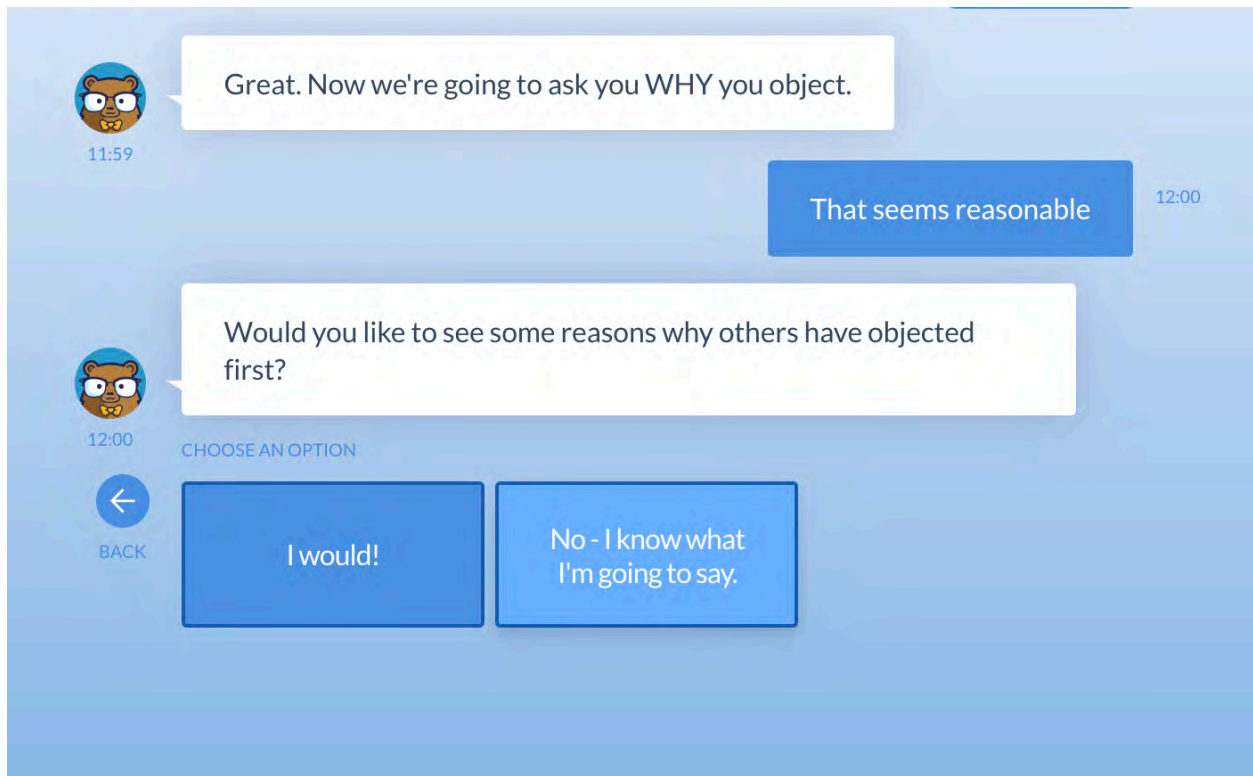 Great. Now we're going to ask you WHY you object.
11:59
That seems reasonable
12:00
Would you like to see some reasons why others have objected
first?
12:00
CHOOSE AN OPTION
BACK
I would!
No - I know what
I'm going to say.